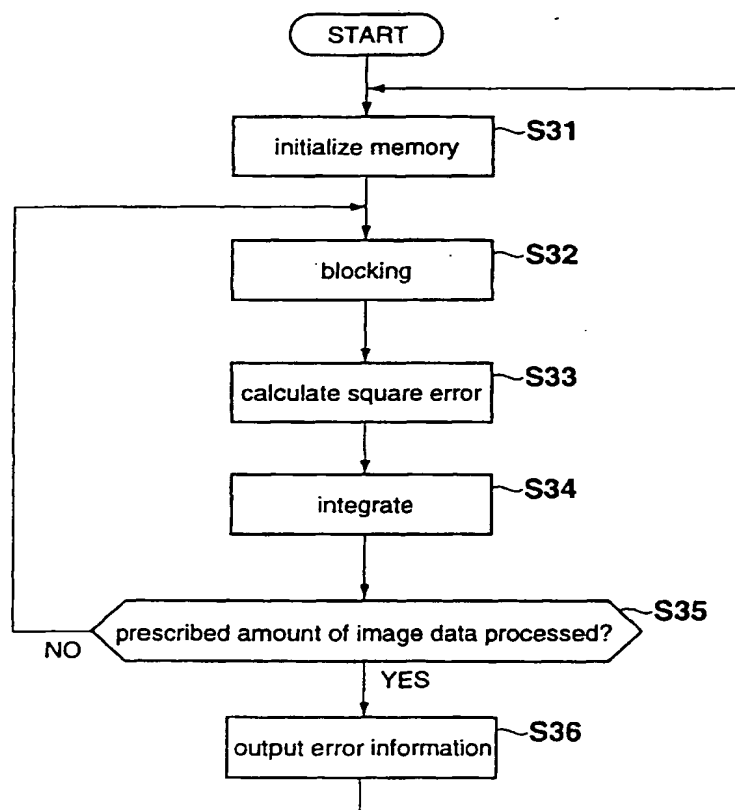 START
initialize memory
S31
blocking
S32
calculate square error
S33
integrate
S34
prescribed amount of image data processed?
S35
NO
YES
output error information
S36